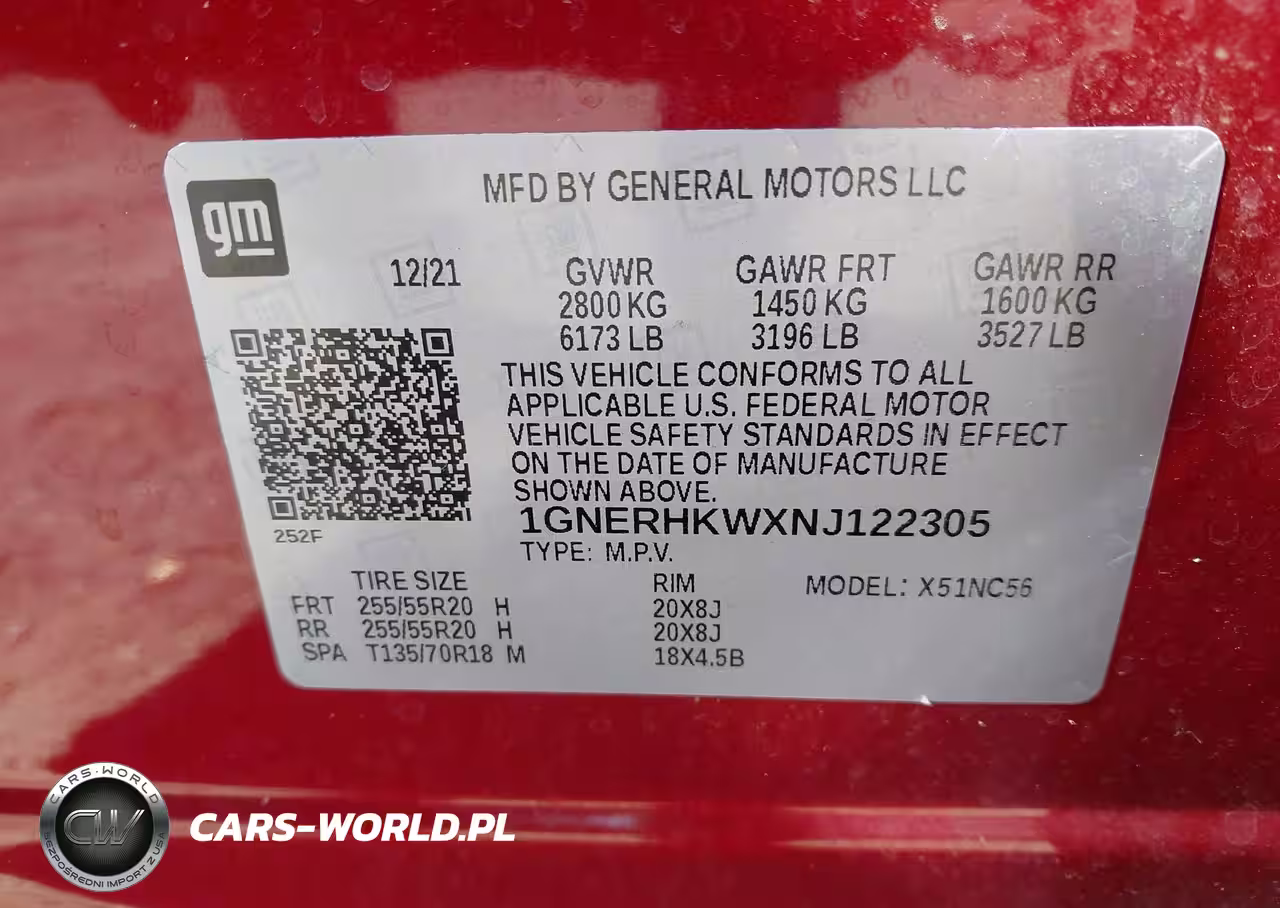 MFD BY GENERAL MOTORS LLC
gm
12/21 GVWR GAWR FRT GAWR RR
2800 KG 1450 KG 1600 KG
6173 LB 3196 LB 3527 LB
THIS VEHICLE CONFORMS TO ALL
APPLICABLE U.S. FEDERAL MOTOR
VEHICLE SAFETY STANDARDS IN EFFECT
ON THE DATE OF MANUFACTURE
SHOWN ABOVE.
252F
1GNERHKWXNJ122305
TYPE: M.P.V.
TIRE SIZE RIM MODEL: X51NC56
FRT 255/55R20 H 20X8J
RR 255/55R20 H 20X8J
SPA T135/70R18 M 18X4.5B
CARS-WORLD
CW
BEZPOŚREDNI IMPORT Z USA
CARS-WORLD.PL